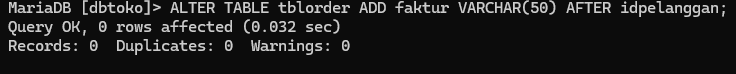 MariaDB [dbtoko]> ALTER TABLE tblorder ADD faktur VARCHAR(50) AFTER idpelanggan;
Query OK, 0 rows affected (0.032 sec)
Records: 0  Duplicates: 0  Warnings: 0